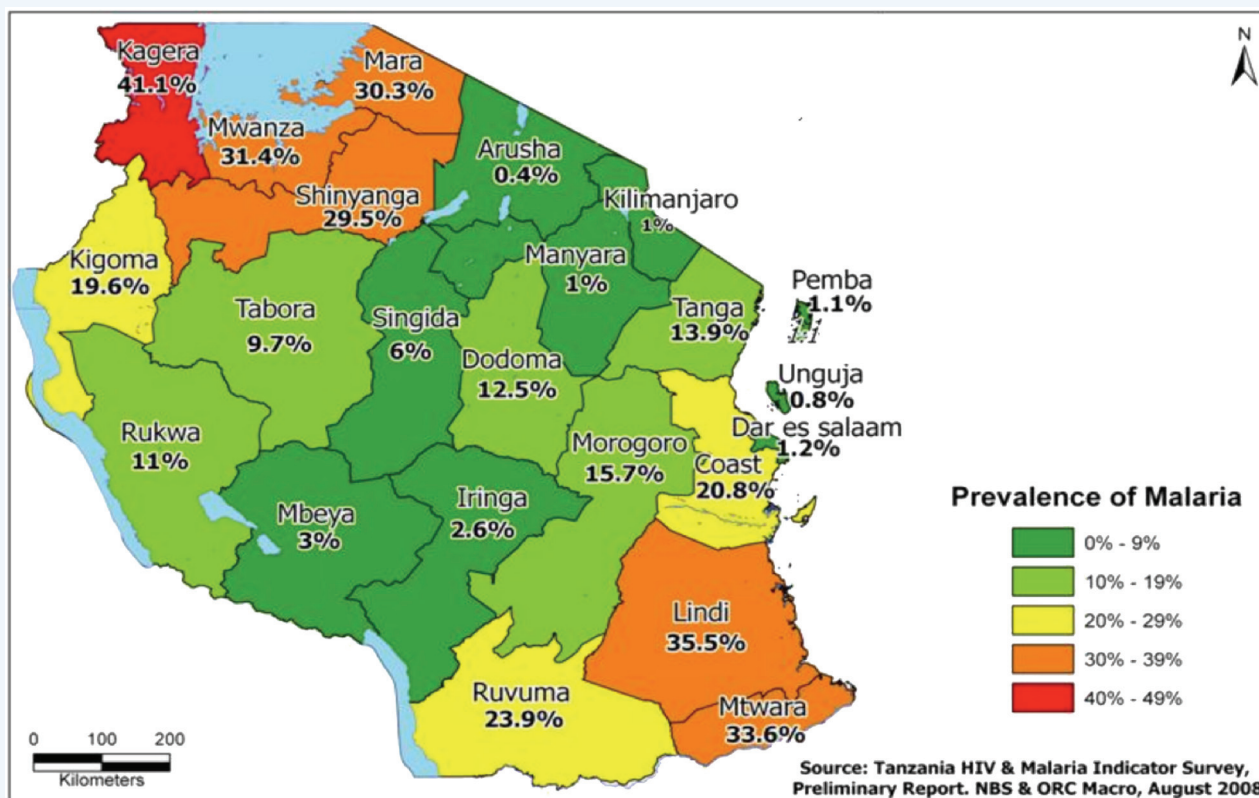 N
Kagera
41.1%
Mara
30.3%
Mwanza
31.4%
Arusha
0.4%
Shinyanga
29.5%
Kilimanjaro
1%
Kigoma
19.6%
Manyara
1%
Pemba
1.1%
1.1
Tabora
9.7%
Singida
6%
Tanga
13.9%
Dodoma
12.5%
Unguja
0.8%
Rukwa
11%
Dar es salaam
1.2%
Morogoro
15.7%
Coast
20.8%
Mbeya
3%
Iringa
2.6%
Lindi
35.5%
Ruvuma
23.9%
Mtwara
33.6%
Prevalence of Malaria
0% - 9%
10% - 19%
20% - 29%
30% - 39%
40% - 49%
0 100 200
Kilometers
Source: Tanzania HIV & Malaria Indicator Survey,
Preliminary Report. NBS & ORC Macro, August 2008